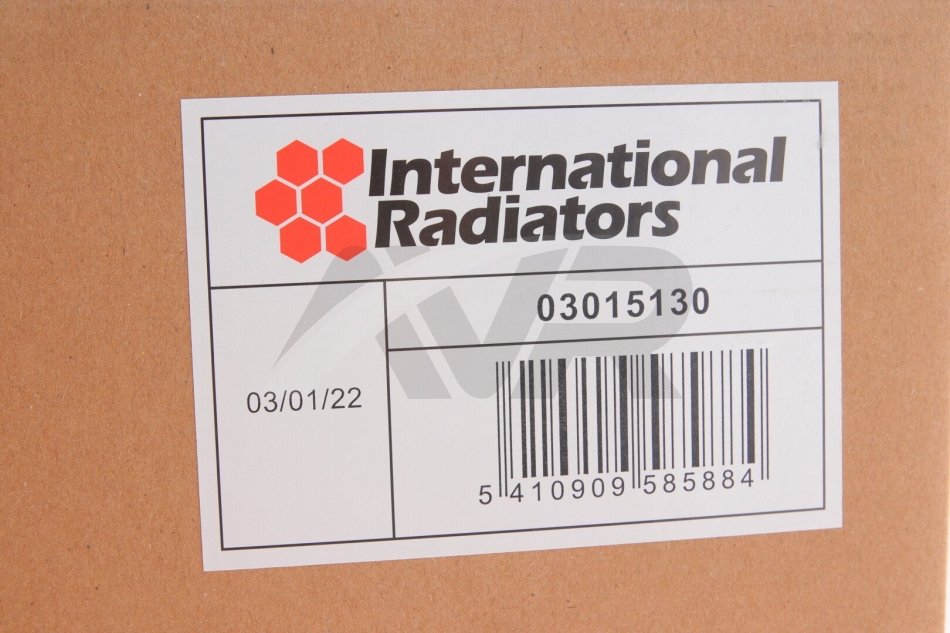 International
Radiators
03015130
03/01/22
5 410909 585884